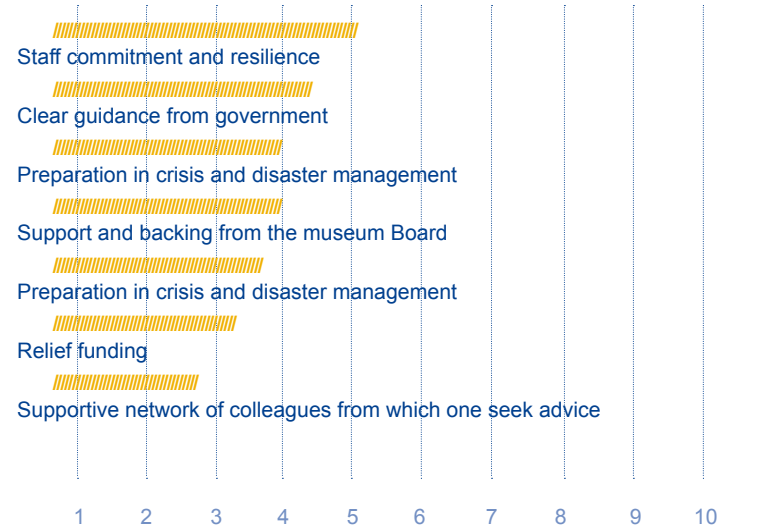 Staff commitment and resilience
Clear guidance from government
Preparation in crisis and disaster management
Support and backing from the museum Board
Preparation in crisis and disaster management
Relief funding
Supportive network of colleagues from which one seek advice
1 2 3 4 5 6 7 8 9 10